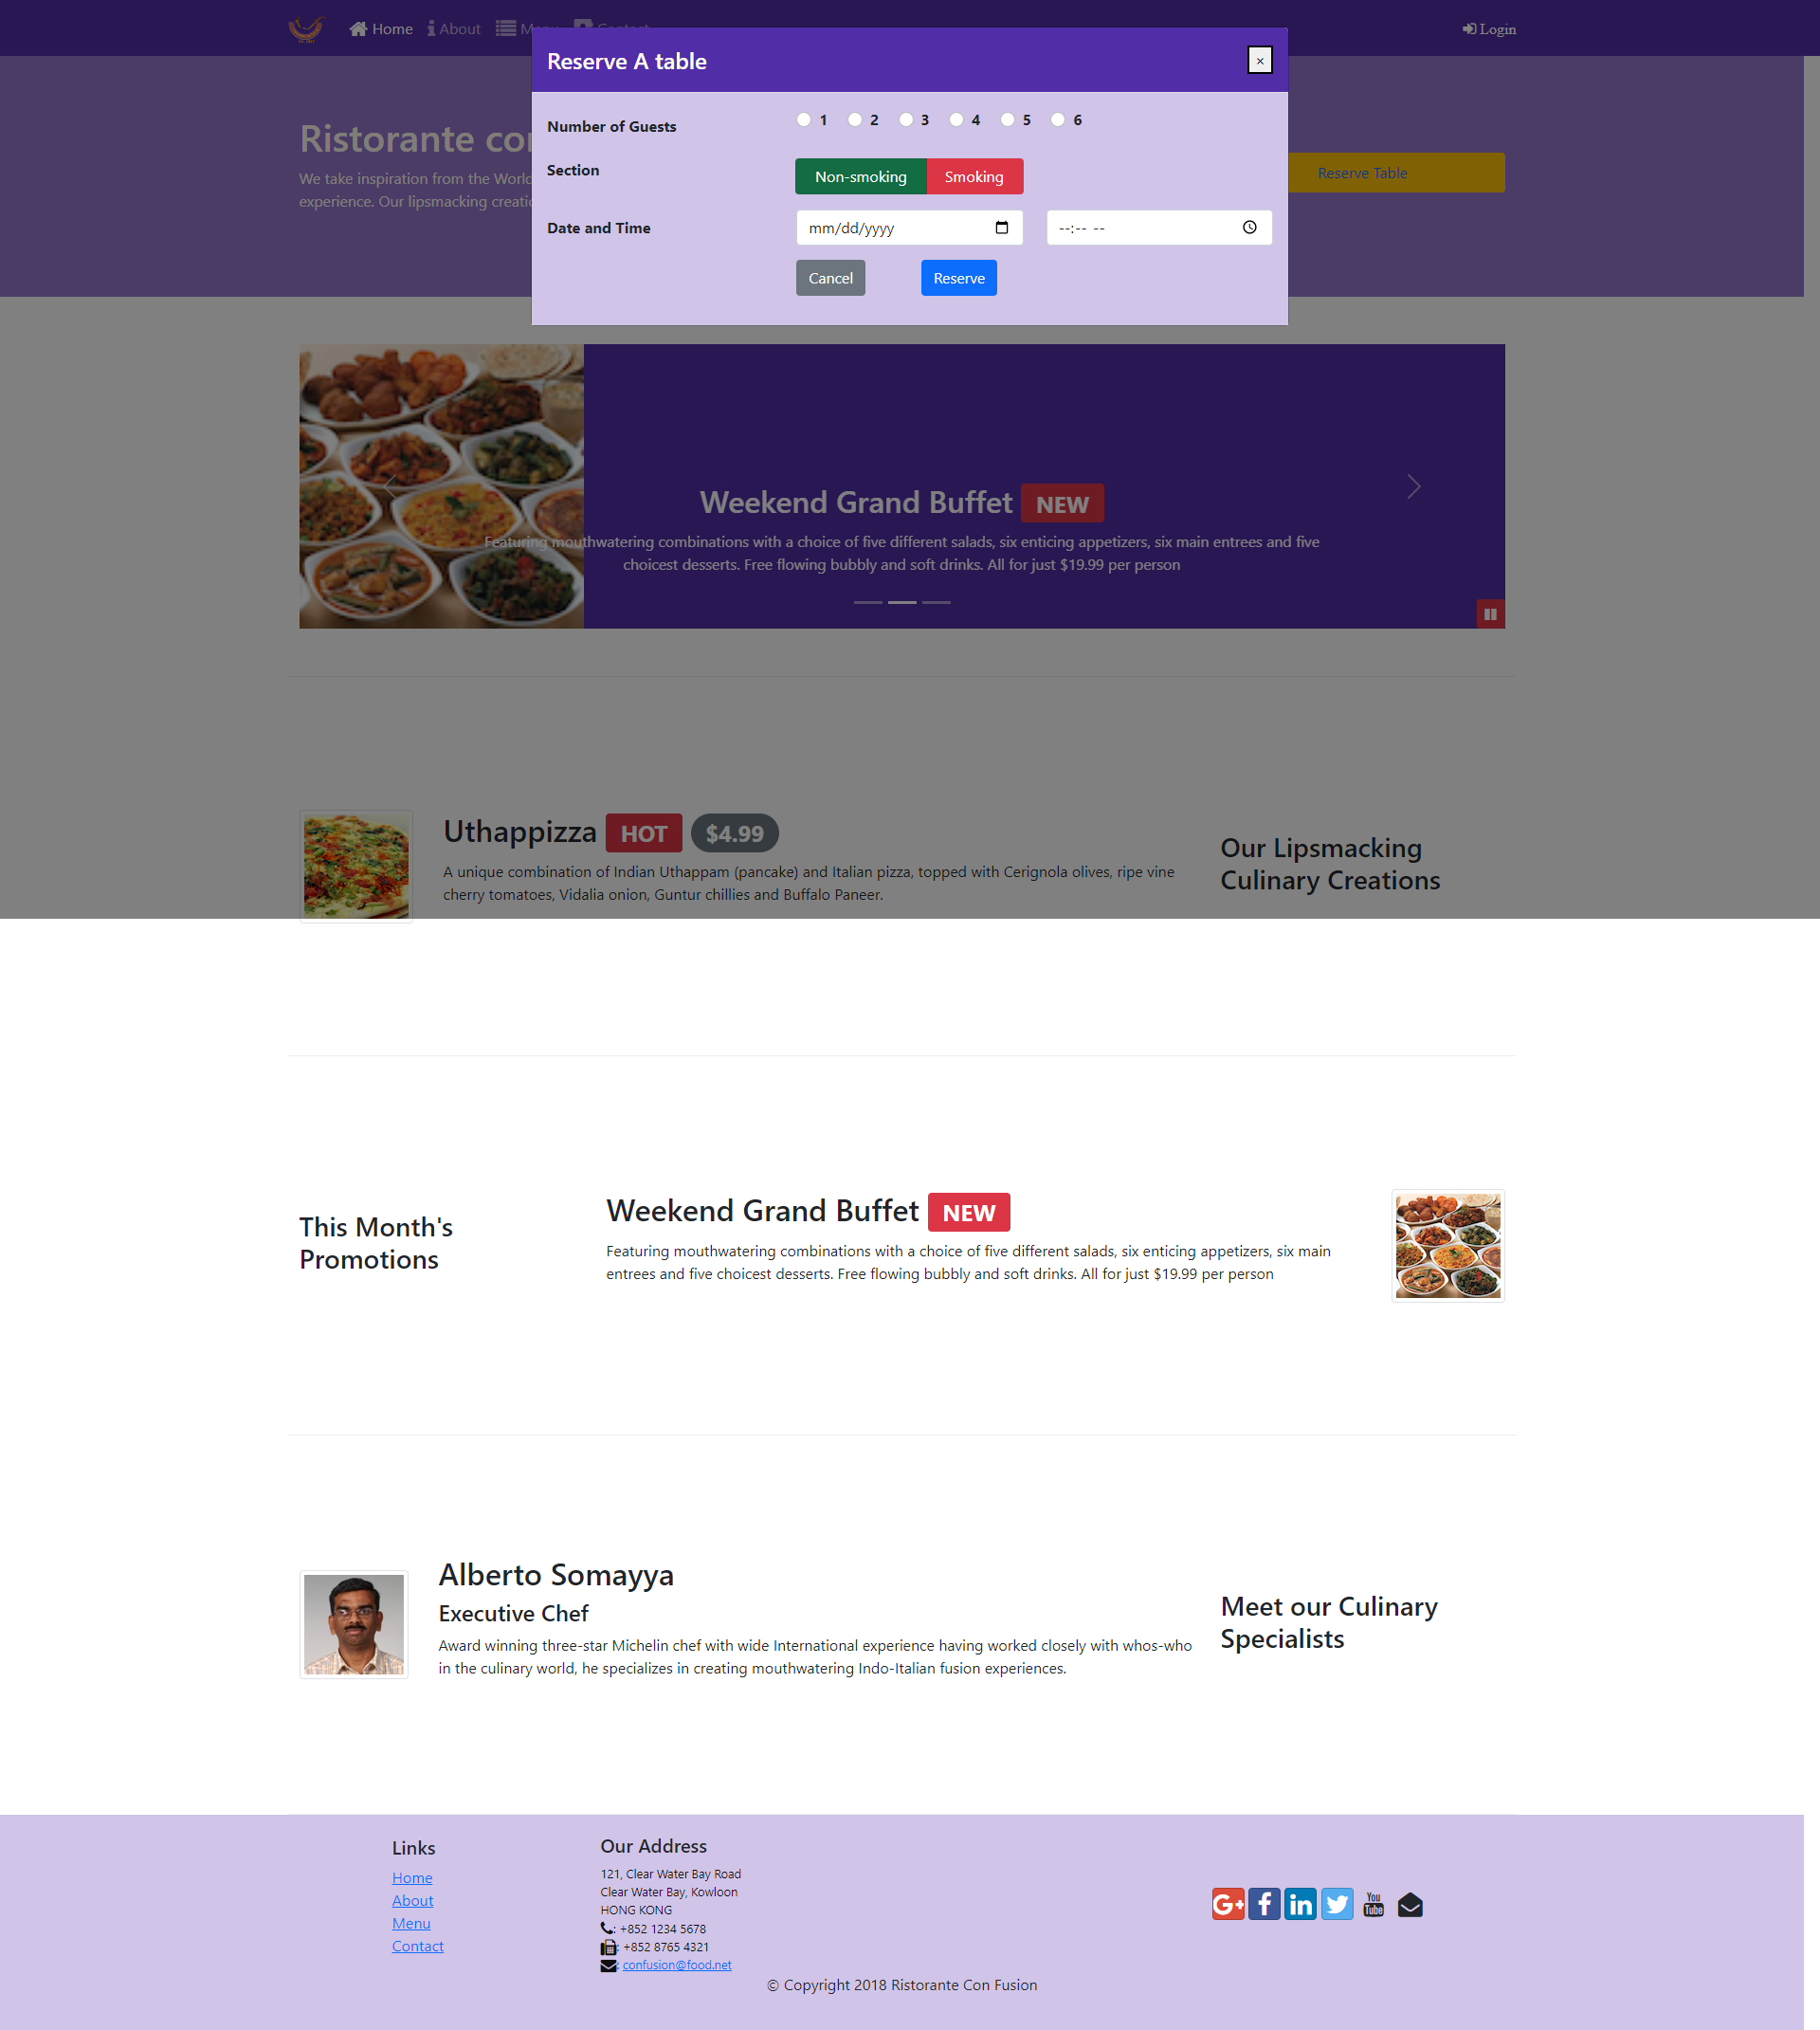 Home About Contact Login
Reserve A table ×
Ristorante
Number of Guests 1 2 3 4 5 6
We take inspiration from the World
experience. Our lipsmacking
Section Non-smoking Smoking
Reserve Table
Date and Time mm/dd/yyyy --:-- --
Cancel Reserve
Weekend Grand Buffet NEW
Featuring mouthwatering combinations with a choice of five different salads, six enticing appetizers, six main entrees and five
choicest desserts. Free flowing bubbly and soft drinks. All for just $19.99 per person
Uthappizza HOT $4.99
A unique combination of Indian Uthappam (pancake) and Italian pizza, topped with Cerignola olives, ripe vine
cherry tomatoes, Vidalia onion, Guntur chillies and Buffalo Paneer.
Our Lipsmacking
Culinary Creations
This Month's
Promotions
Weekend Grand Buffet NEW
Featuring mouthwatering combinations with a choice of five different salads, six enticing appetizers, six main
entrees and five choicest desserts. Free flowing bubbly and soft drinks. All for just $19.99 per person
Alberto Somayya
Executive Chef
Award winning three-star Michelin chef with wide International experience having worked closely with whos-who
in the culinary world, he specializes in creating mouthwatering Indo-Italian fusion experiences.
Meet our Culinary
Specialists
Links
Home
About
Menu
Contact
Our Address
121, Clear Water Bay Road
Clear Water Bay, Kowloon
HONG KONG
: +852 1234 5678
: +852 8765 4321
: confusion@food.net
G+ f in You Tube
© Copyright 2018 Ristorante Con Fusion